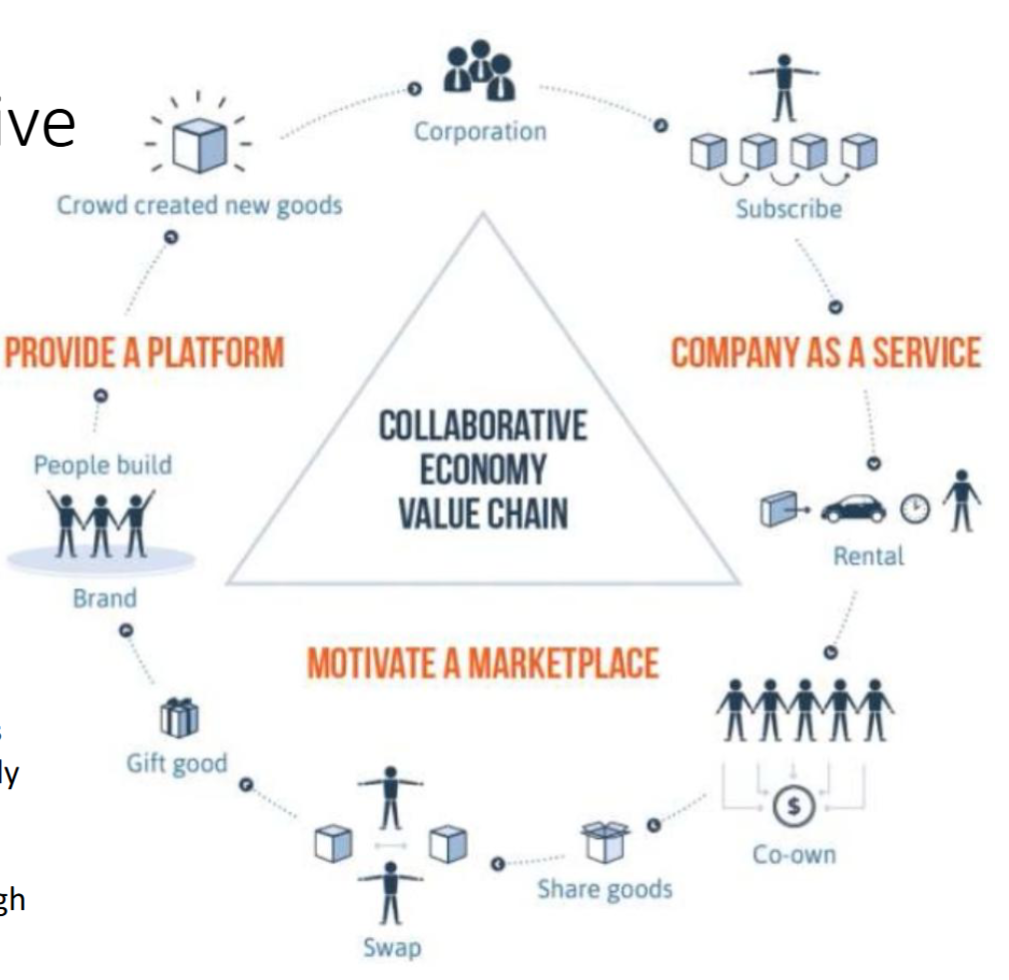 ive
Corporation
Crowd created new goods
Subscribe
PROVIDE A PLATFORM
COMPANY AS A SERVICE
COLLABORATIVE
ECONOMY
VALUE CHAIN
People build
Brand
Rental
MOTIVATE A MARKETPLACE
s
ly
Gift good
$
Co-own
Share goods
gh
Swap